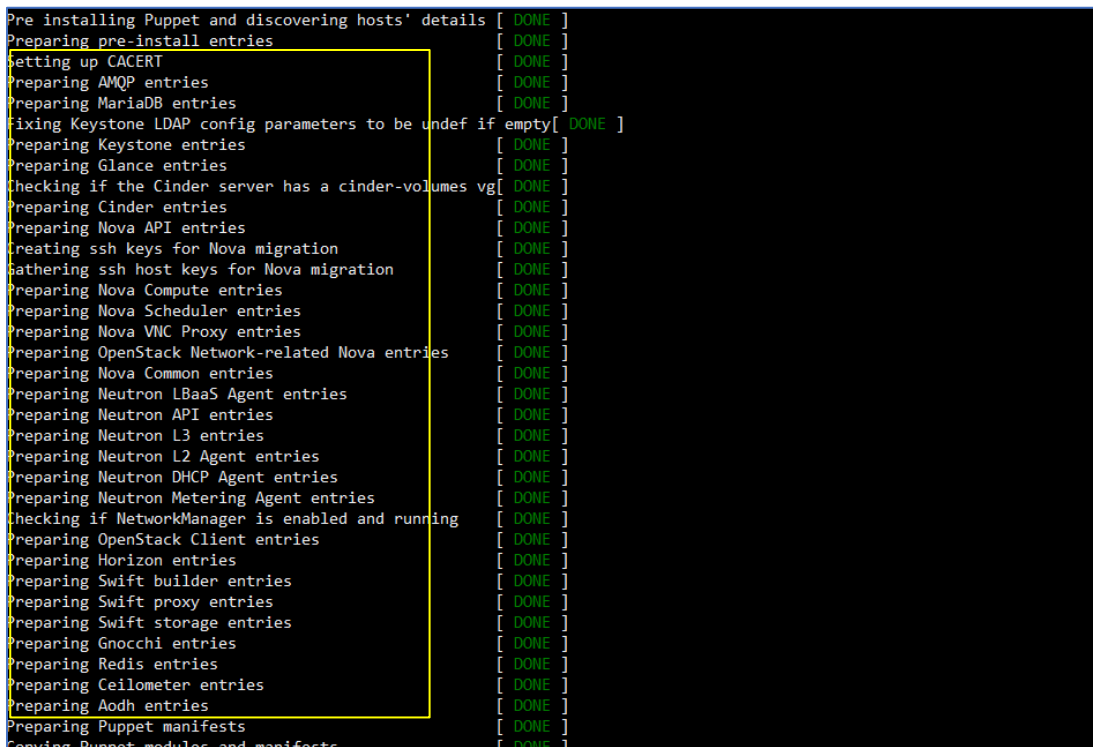 Pre installing Puppet and discovering hosts' details [ DONE ]
Preparing pre-install entries [ DONE ]
Setting up CACERT [ DONE ]
Preparing AMQP entries [ DONE ]
Preparing MariaDB entries [ DONE ]
Fixing Keystone LDAP config parameters to be undef if empty[ DONE ]
Preparing Keystone entries [ DONE ]
Preparing Glance entries [ DONE ]
Checking if the Cinder server has a cinder-volumes vg[ DONE ]
Preparing Cinder entries [ DONE ]
Preparing Nova API entries [ DONE ]
Creating ssh keys for Nova migration [ DONE ]
Gathering ssh host keys for Nova migration [ DONE ]
Preparing Nova Compute entries [ DONE ]
Preparing Nova Scheduler entries [ DONE ]
Preparing Nova VNC Proxy entries [ DONE ]
Preparing OpenStack Network-related Nova entries [ DONE ]
Preparing Nova Common entries [ DONE ]
Preparing Neutron LBaaS Agent entries [ DONE ]
Preparing Neutron API entries [ DONE ]
Preparing Neutron L3 entries [ DONE ]
Preparing Neutron L2 Agent entries [ DONE ]
Preparing Neutron DHCP Agent entries [ DONE ]
Preparing Neutron Metering Agent entries [ DONE ]
Checking if NetworkManager is enabled and running [ DONE ]
Preparing OpenStack Client entries [ DONE ]
Preparing Horizon entries [ DONE ]
Preparing Swift builder entries [ DONE ]
Preparing Swift proxy entries [ DONE ]
Preparing Swift storage entries [ DONE ]
Preparing Gnocchi entries [ DONE ]
Preparing Redis entries [ DONE ]
Preparing Ceilometer entries [ DONE ]
Preparing Aodh entries [ DONE ]
Preparing Puppet manifests [ DONE ]
Copying Puppet modules and manifests [ DONE ]